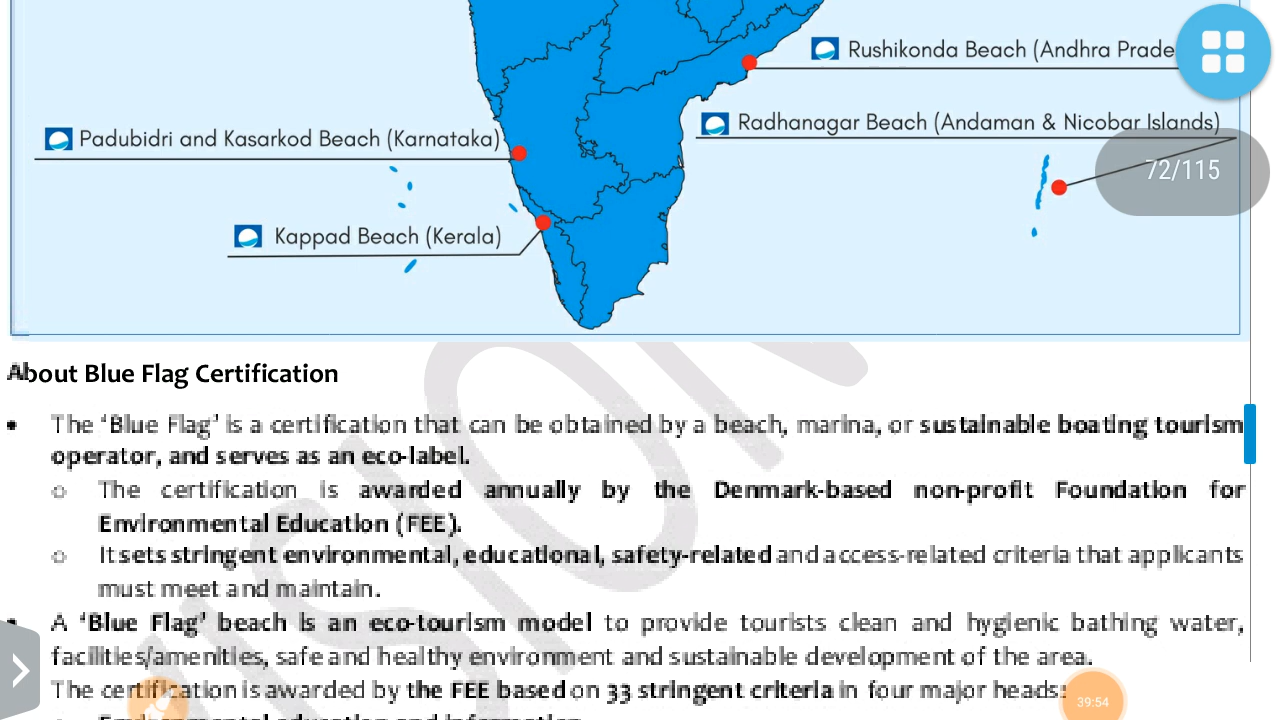 Rushikonda Beach (Andhra Prade
Radhanagar Beach (Andaman & Nicobar Islands)
Padubidri and Kasarkod Beach (Karnataka)
72/115
Kappad Beach (Kerala)
About Blue Flag Certification
• The ‘Blue Flag’ is a certification that can be obtained by a beach, marina, or sustainable boating tourism
operator, and serves as an eco-label.
o The certification is awarded annually by the Denmark-based non-profit Foundation for
Environmental Education (FEE).
o It sets stringent environmental, educational, safety-related and access-related criteria that applicants
must meet and maintain.
• A ‘Blue Flag’ beach is an eco-tourism model to provide tourists clean and hygienic bathing water,
facilities/amenities, safe and healthy environment and sustainable development of the area.
The certification is awarded by the FEE based on 33 stringent criteria in four major heads:
39:54
o Environmental education and information